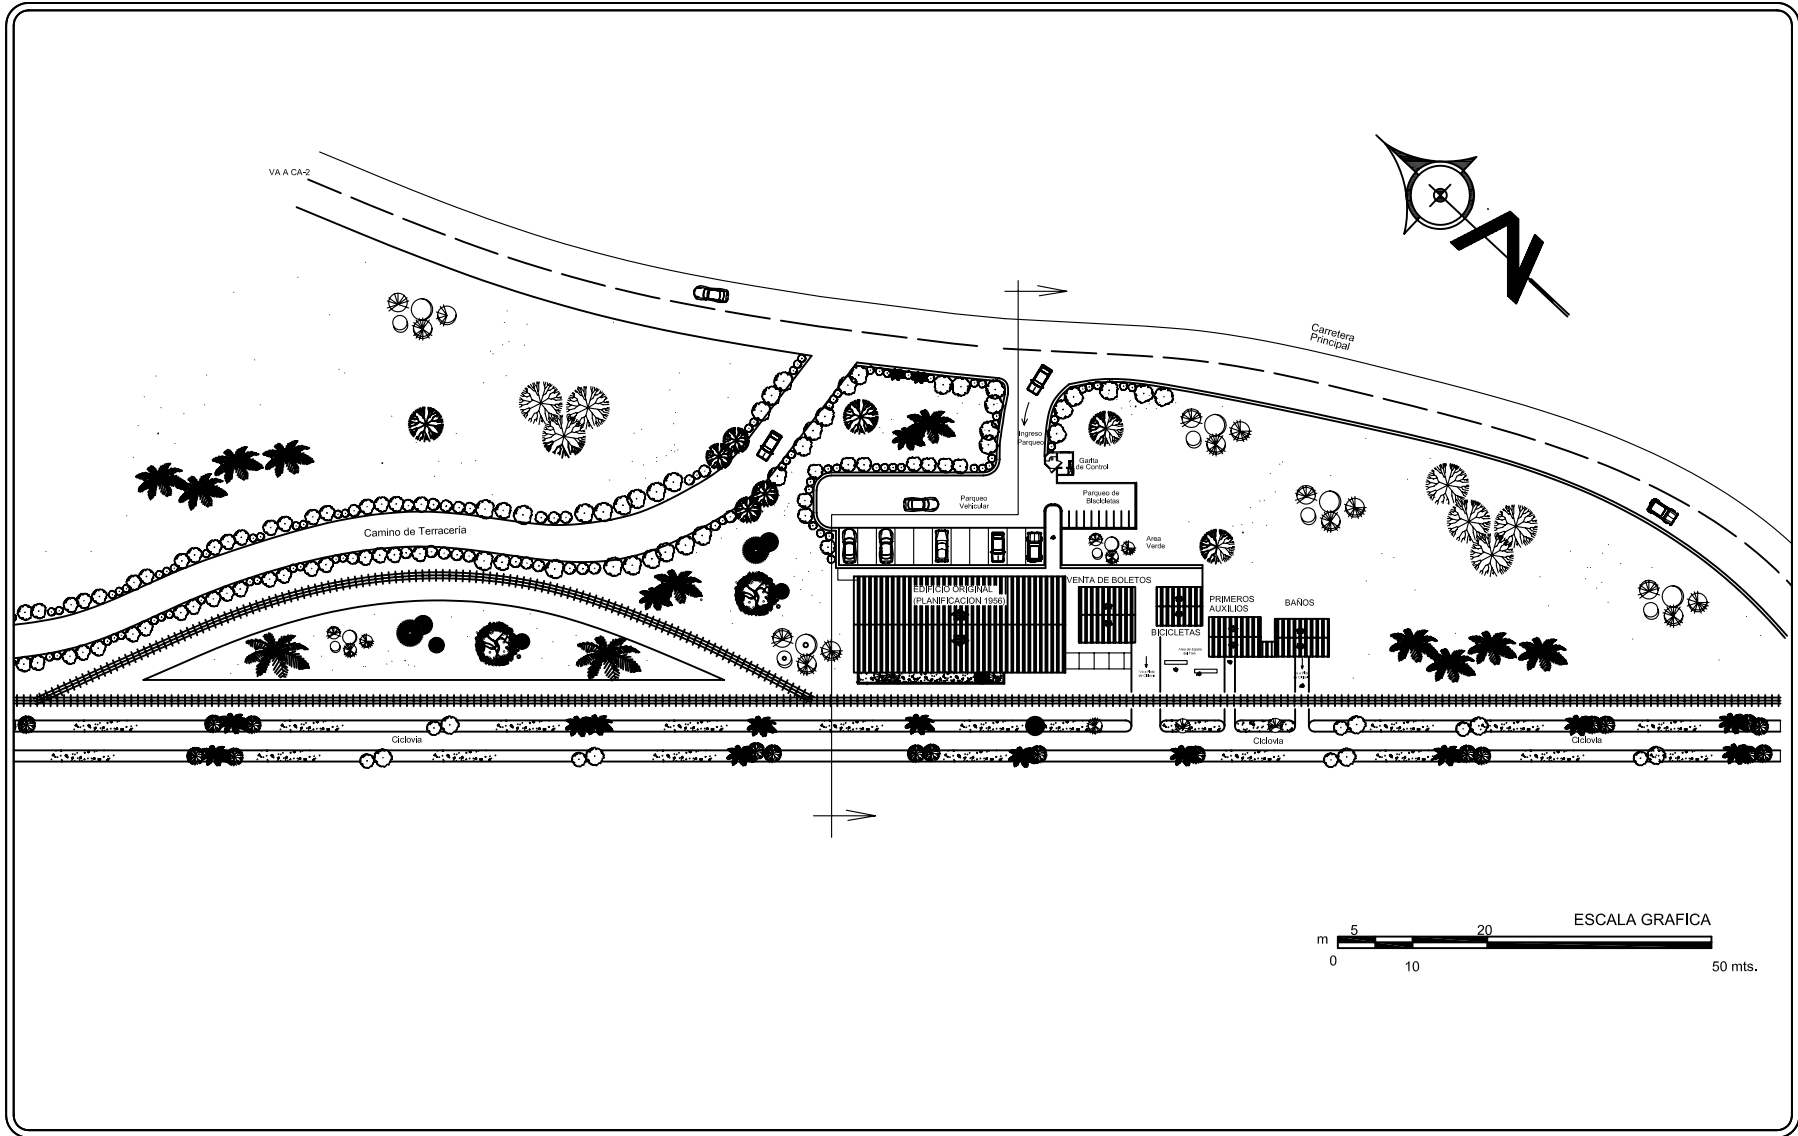 VA A CA-2
N
Carretera
Principal
Ingreso
Parqueo
Garita
de Control
Parqueo
Vehicular
Parqueo de
Biscicletas
Camino de Terracería
Area
Verde
VENTA DE BOLETOS
EDIFICIO ORIGINAL
(PLANIFICACION 1956)
PRIMEROS
AUXILIOS
BAÑOS
BICICLETAS
Ciclovia
Ciclovia
Ciclovia
ESCALA GRAFICA
m
5
20
0
10
50 mts.